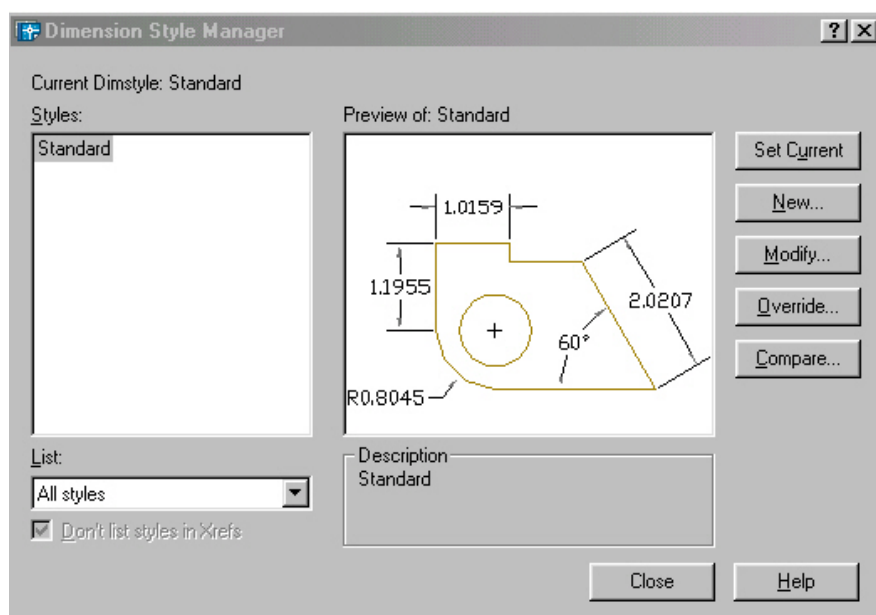 Dimension Style Manager
Current Dimstyle: Standard
Styles:
Standard
Preview of: Standard
1.0159
1.1955
2.0207
60°
R0.8045
Set Current
New...
Modify...
Override...
Compare...
List:
All styles
Don't list styles in Xrefs
Description
Standard
Close
Help